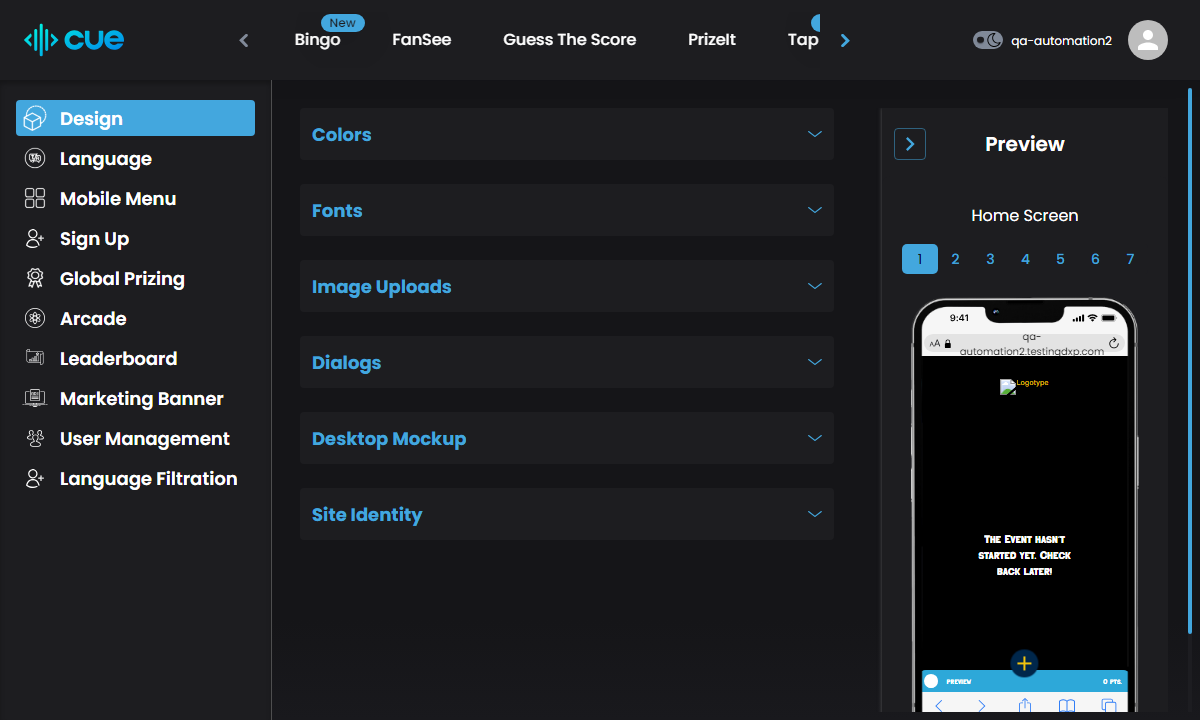 cue
New
Bingo
FanSee
Guess The Score
PrizeIt
Tap
qa-automation2
Design
Language
Mobile Menu
Sign Up
Global Prizing
Arcade
Leaderboard
Marketing Banner
User Management
Language Filtration
Colors
Fonts
Image Uploads
Dialogs
Desktop Mockup
Site Identity
Preview
Home Screen
1 2 3 4 5 6 7
9:41
AA
qa-
automation2.testingdxp.com
Logotype
The Event hasn't
started yet. Check
back later!
PREVIEW
0 PTS.